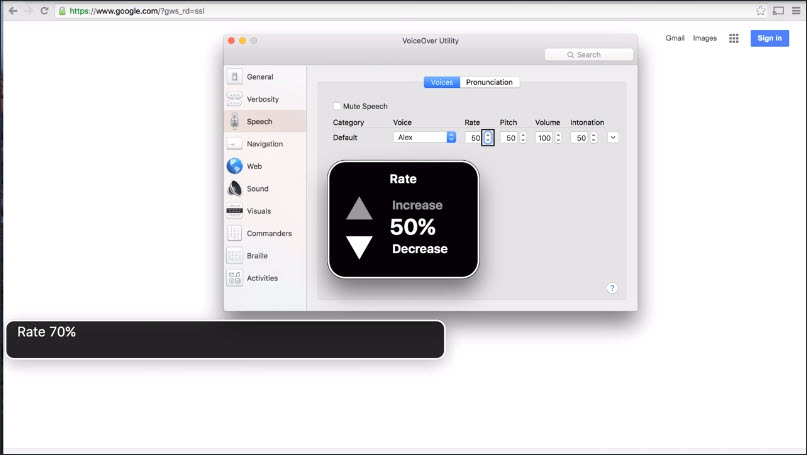 https://www.google.com/?gws_rd=ssl
Gmail Images Sign in
VoiceOver Utility
Search
General
Verbosity
Speech
Navigation
Web
Sound
Visuals
Commanders
Braille
Activities
Voices Pronunciation
Mute Speech
Category Voice Rate Pitch Volume Intonation
Default Alex 50 50 100 50
Rate
Increase
50%
Decrease
?
Rate 70%